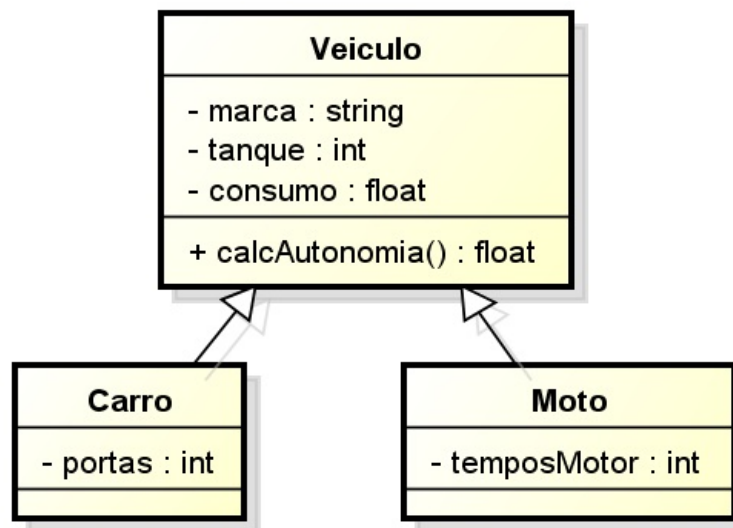 Veiculo
- marca : string
- tanque : int
- consumo : float
+ calcAutonomia() : float
Carro
- portas : int
Moto
- temposMotor : int